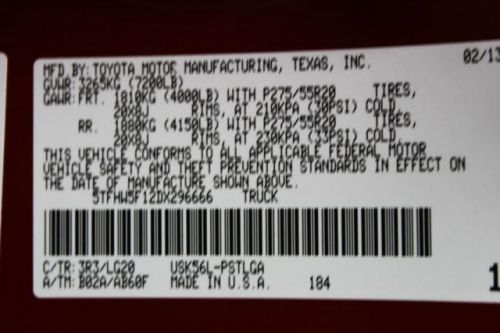 MFD.BY:TOYOTA MOTOR MANUFACTURING, TEXAS, INC. 02/13
GVWR: 3265KG (7200LB)
GAWR: FRT. 1810KG (4000LB) WITH P275/55R20 TIRES,
20X8J RIMS, AT 210KPA (30PSI) COLD.
RR. 1880KG (4150LB) WITH P275/55R20 TIRES,
20X8J RIMS, AT 230KPA (33PSI) COLD.
THIS VEHICLE CONFORMS TO ALL APPLICABLE FEDERAL MOTOR
VEHICLE SAFETY AND THEFT PREVENTION STANDARDS IN EFFECT ON
THE DATE OF MANUFACTURE SHOWN ABOVE.
5TFHW5F12DX296666 TRUCK
C/TR:3R3/LG20 USK56L-PSTLGA
A/TM:B02A/AB60F MADE IN U.S.A. 184 1